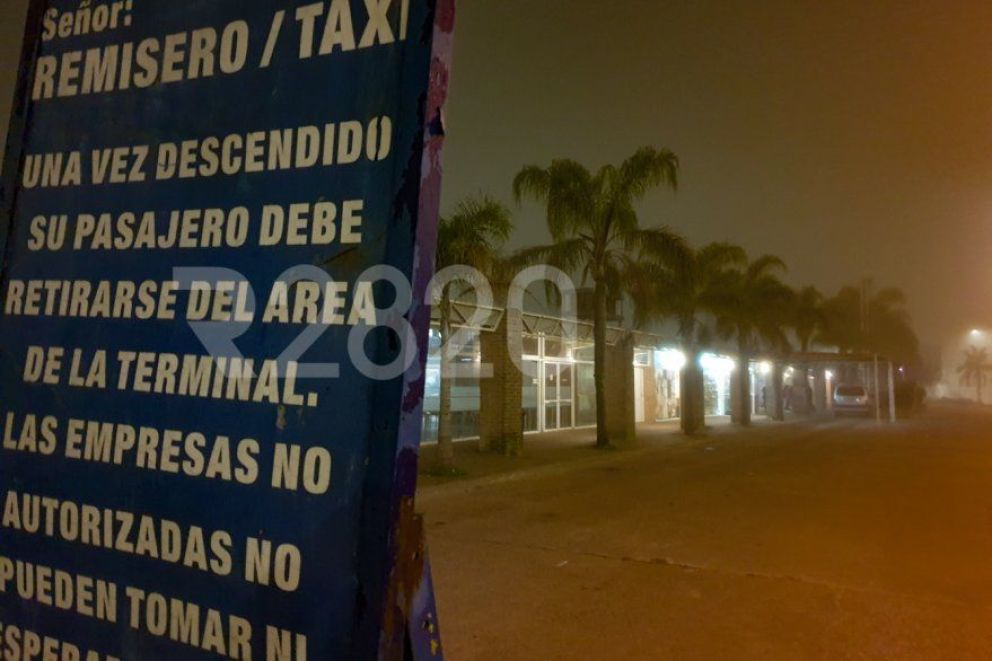 Señor:
REMISERO / TAXI
UNA VEZ DESCENDIDO
SU PASAJERO DEBE
RETIRARSE DEL AREA
DE LA TERMINAL.
LAS EMPRESAS NO
AUTORIZADAS NO
PUEDEN TOMAR NI
R2820